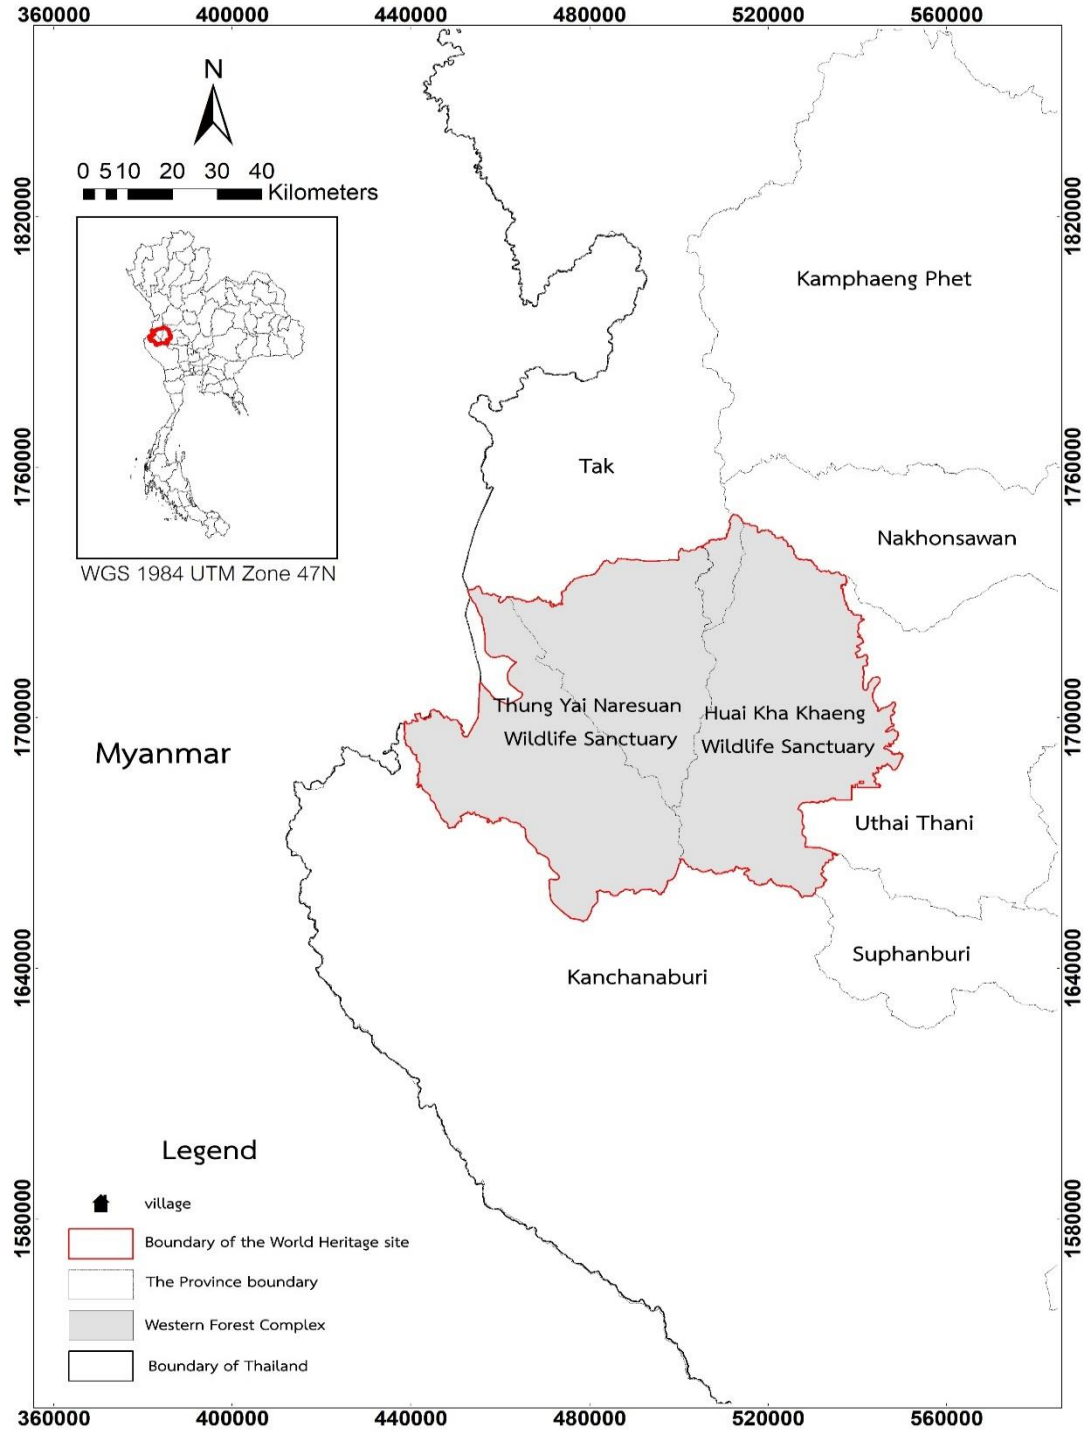 360000 400000 440000 480000 520000 560000
N
0 5 10 20 30 40
Kilometers
1820000
1820000
Kamphaeng Phet
1760000
Tak
1760000
Nakhonsawan
WGS 1984 UTM Zone 47N
1700000
Thung Yai Naresuan
Wildlife Sanctuary
Huai Kha Khaeng
Wildlife Sanctuary
1700000
Myanmar
Uthai Thani
Suphanburi
1640000
Kanchanaburi
1640000
Legend
village
Boundary of the World Heritage site
The Province boundary
Western Forest Complex
Boundary of Thailand
1580000
1580000
360000 400000 440000 480000 520000 560000